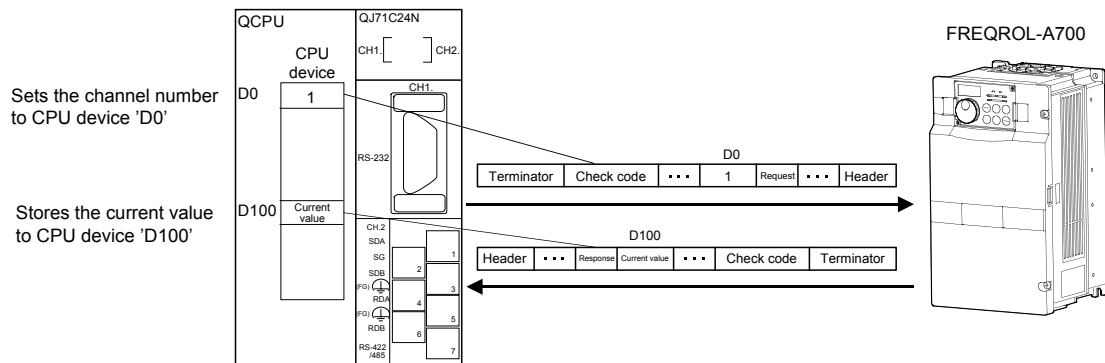 QCPU
QJ71C24N
CH1.
CH2.
FREQROL-A700
CPU
device
Sets the channel number
to CPU device 'D0'
D0
1
CH1.
RS-232
D0
Terminator Check code ··· 1 Request ··· Header
Stores the current value
to CPU device 'D100'
D100
Current
value
D100
Header ··· Response Current value ··· Check code Terminator
CH.2
SDA
SG
SDB
(FG)
RDA
(FG)
RDB
RS-422
/485
1
2
3
4
5
6
7